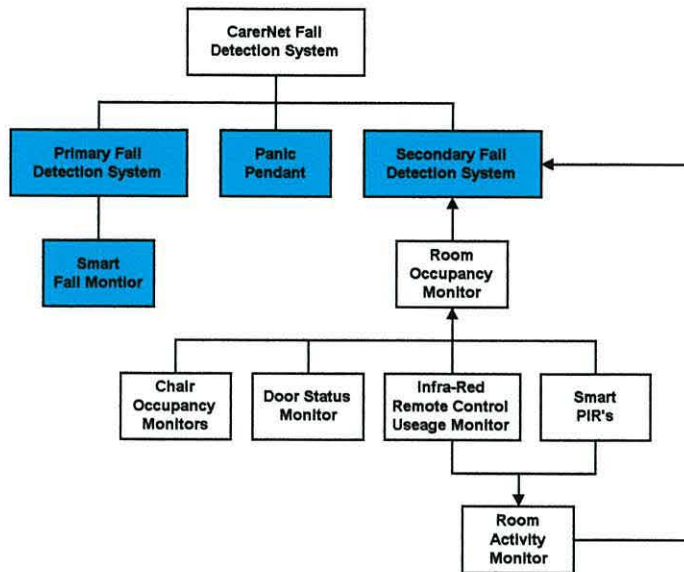 CarerNet Fall
Detection System
Primary Fall
Detection System
Panic
Pendant
Secondary Fall
Detection System
Smart
Fall Montior
Room
Occupancy
Monitor
Chair
Occupancy
Monitors
Door Status
Monitor
Infra-Red
Remote Control
Useage Monitor
Smart
PIR's
Room
Activity
Monitor